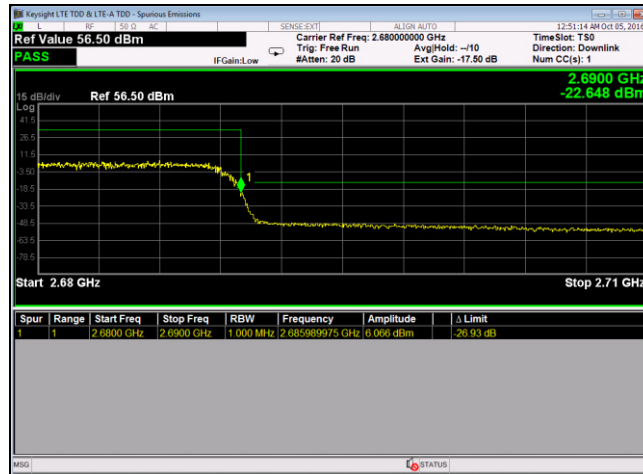 Keysight LTE TDD & LTE-A TDD - Spurious Emissions
L RF 50 Ω AC SENSE:EXT ALIGN AUTO 12:51:14 AM Oct 05, 2016
Ref Value 56.50 dBm Carrier Ref Freq: 2.680000000 GHz TimeSlot: TS0
Trig: Free Run Avg|Hold: --/10 Direction: Downlink
PASS IFGain:Low #Atten: 20 dB Ext Gain: -17.50 dB Num CC(s): 1
2.6900 GHz
15 dB/div Ref 56.50 dBm -22.648 dBm
Log
41.5
26.5
11.5
-3.50
1
-18.5
-33.5
-48.5
-63.5
-78.5
Start 2.68 GHz Stop 2.71 GHz
Spur Range Start Freq Stop Freq RBW Frequency Amplitude Δ Limit
1 1 2.6800 GHz 2.6900 GHz 1.000 MHz 2.685989975 GHz 6.066 dBm -26.93 dB
MSG STATUS